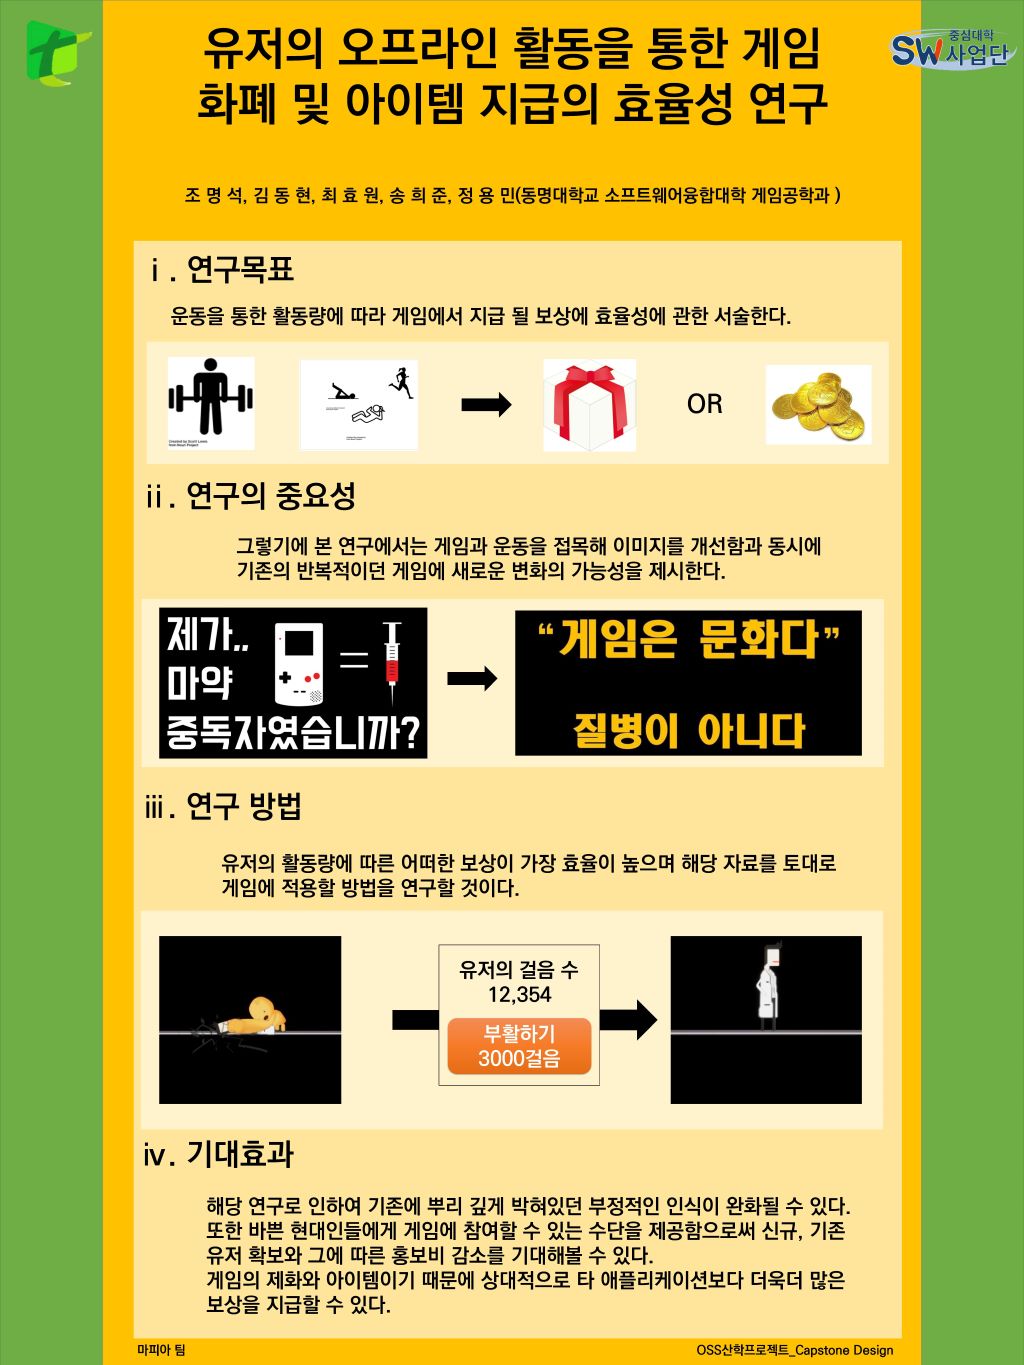 중심대학
SW사업단
유저의 오프라인 활동을 통한 게임
화폐 및 아이템 지급의 효율성 연구
조 명 석, 김 동 현, 최 효 원, 송 희 준, 정 용 민(동명대학교 소프트웨어융합대학 게임공학과 )
ⅰ. 연구목표
운동을 통한 활동량에 따라 게임에서 지급 될 보상에 효율성에 관한 서술한다.
Created by Scott Lewis
from Noun Project
OR
ⅱ. 연구의 중요성
그렇기에 본 연구에서는 게임과 운동을 접목해 이미지를 개선함과 동시에
기존의 반복적이던 게임에 새로운 변화의 가능성을 제시한다.
제가..
마약
중독자였습니까?
=
“게임은 문화다”
질병이 아니다
ⅲ. 연구 방법
유저의 활동량에 따른 어떠한 보상이 가장 효율이 높으며 해당 자료를 토대로
게임에 적용할 방법을 연구할 것이다.
유저의 걸음 수
12,354
부활하기
3000걸음
ⅳ. 기대효과
해당 연구로 인하여 기존에 뿌리 깊게 박혀있던 부정적인 인식이 완화될 수 있다.
또한 바쁜 현대인들에게 게임에 참여할 수 있는 수단을 제공함으로써 신규, 기존
유저 확보와 그에 따른 홍보비 감소를 기대해볼 수 있다.
게임의 제화와 아이템이기 때문에 상대적으로 타 애플리케이션보다 더욱더 많은
보상을 지급할 수 있다.
마피아 팀
OSS산학프로젝트_Capstone Design